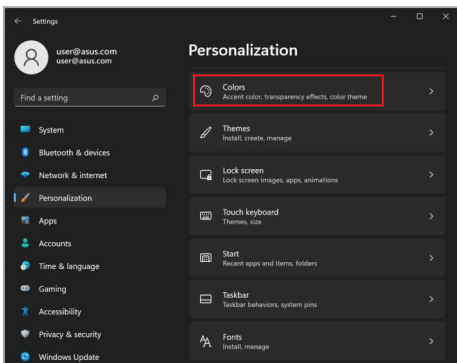 Settings
user@asus.com
user@asus.com
Find a setting
System
Bluetooth & devices
Network & internet
Personalization
Apps
Accounts
Time & language
Gaming
Accessibility
Privacy & security
Windows Update
Personalization
Colors
Accent color, transparency effects, color theme
Themes
Install, create, manage
Lock screen
Lock screen images, apps, animations
Touch keyboard
Themes, size
Start
Recent apps and items, folders
Taskbar
Taskbar behaviors, system pins
Fonts
Install, manage